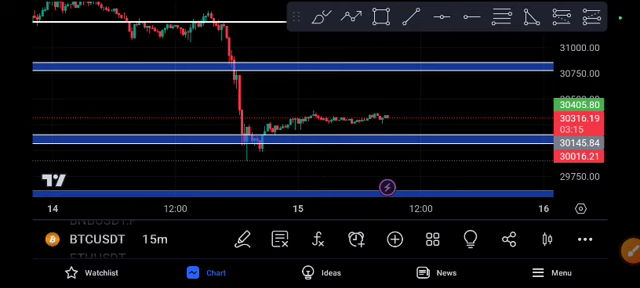 31000.00
30750.00
30405.80
30316.19
03:15
30145.84
30016.21
29750.00
14
12:00
15
12:00
16
BTCUSDT 15m
Watchlist
Chart
Ideas
News
Menu